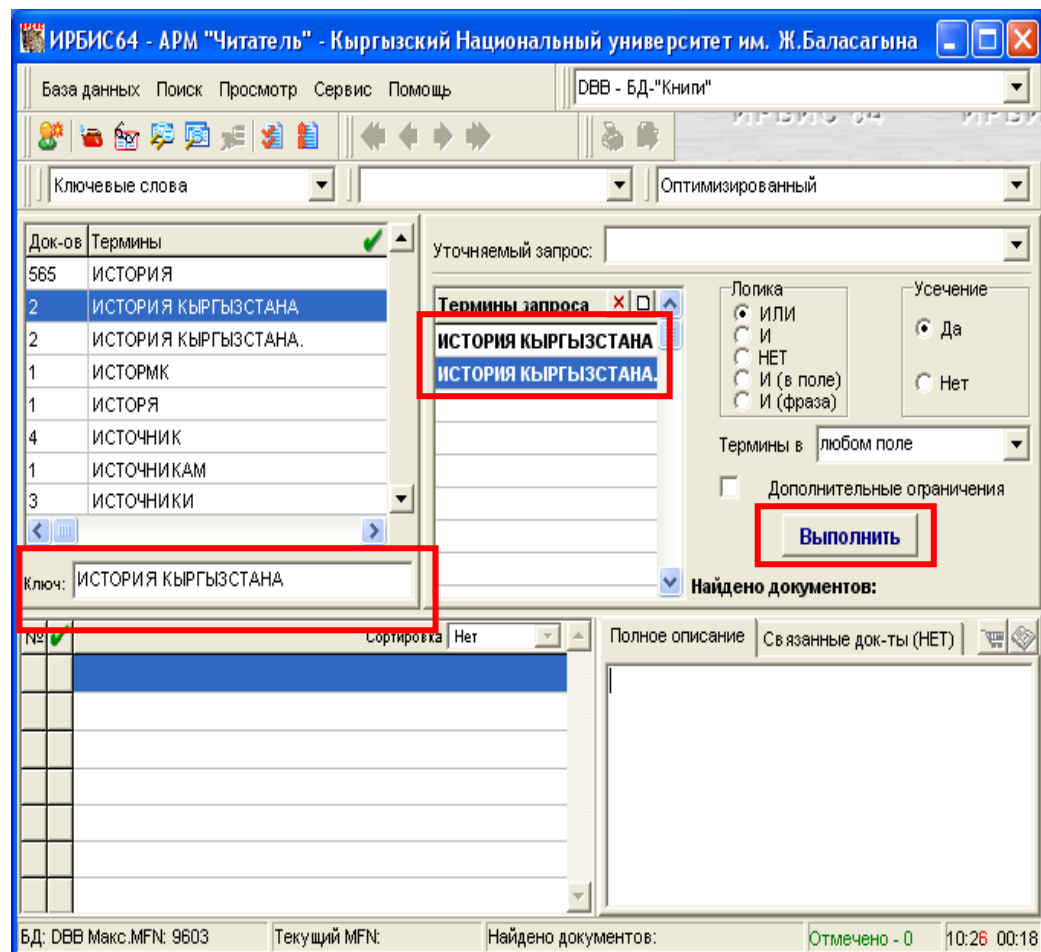 ИРБИС64 - АРМ "Читатель" - Кыргызский Национальный университет им. Ж.Баласагына
База данных Поиск Просмотр Сервис Помощь
DBB - БД-"Книги"
ИРБИС 64
Ключевые слова
Оптимизированный
Док-ов Термины
565 ИСТОРИЯ
2 ИСТОРИЯ КЫРГЫЗСТАНА
2 ИСТОРИЯ КЫРГЫЗСТАНА.
1 ИСТОРМК
1 ИСТОРЯ
4 ИСТОЧНИК
1 ИСТОЧНИКАМ
3 ИСТОЧНИКИ
Ключ: ИСТОРИЯ КЫРГЫЗСТАНА
Уточняемый запрос:
Термины запроса
ИСТОРИЯ КЫРГЫЗСТАНА
ИСТОРИЯ КЫРГЫЗСТАНА.
Логика
ИЛИ
И
НЕТ
И (в поле)
И (фраза)
Усечение
Да
Нет
Термины в любом поле
Дополнительные ограничения
Выполнить
Найдено документов:
№ Сортировка Нет
Полное описание Связанные док-ты (НЕТ)
БД: DBB Макс.MFN: 9603 Текущий MFN: Найдено документов: Отмечено - 0 10:26 00:18